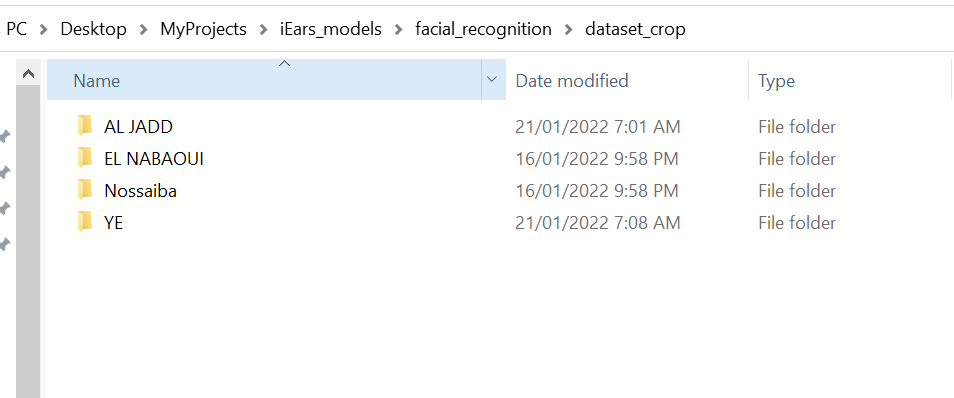 PC > Desktop > MyProjects > iEars_models > facial_recognition > dataset_crop
Name Date modified Type
AL JADD 21/01/2022 7:01 AM File folder
EL NABAOUI 16/01/2022 9:58 PM File folder
Nossaiba 16/01/2022 9:58 PM File folder
YE 21/01/2022 7:08 AM File folder